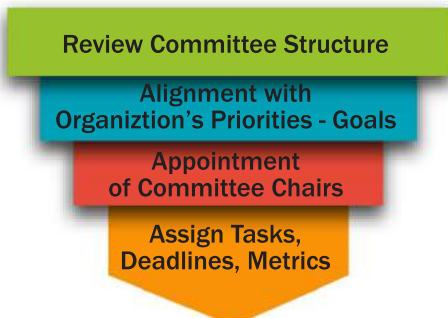 Review Committee Structure
Alignment with
Organiztion's Priorities - Goals
Appointment
of Committee Chairs
Assign Tasks,
Deadlines, Metrics